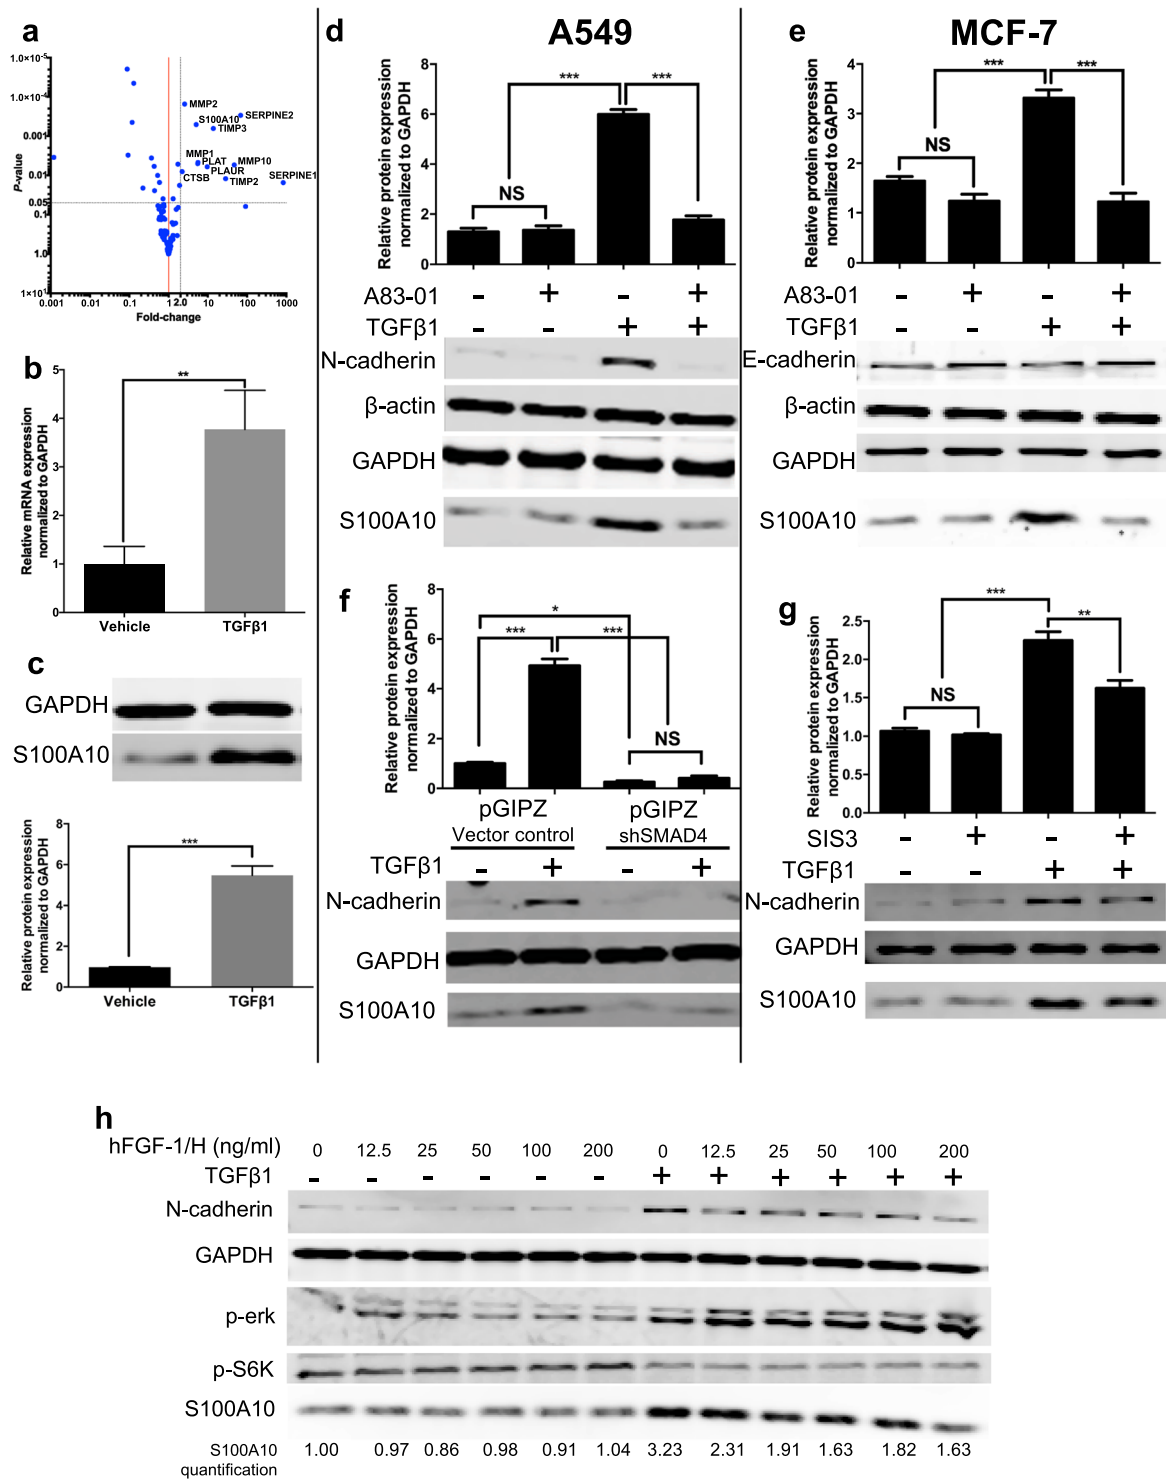 a
1.0×10⁻⁵
1.0×10⁻⁴
0.001
0.01
0.05
0.1
1.0
P-value
MMP2
SERPINE2
S100A10
TIMP3
MMP1
PLAT
MMP10
PLAUR
CTSB
TIMP2
SERPINE1
0.001
0.01
0.1
1
2.0
10
100
1000
Fold-change
b
Relative mRNA expression
normalized to GAPDH
5
4
3
2
1
0
**
Vehicle
TGFβ1
c
GAPDH
S100A10
Relative protein expression
normalized to GAPDH
8
6
4
2
0
***
Vehicle
TGFβ1
d
A549
Relative protein expression
normalized to GAPDH
8
6
4
2
0
NS
***
***
A83-01 - + - +
TGFβ1 - - + +
N-cadherin
β-actin
GAPDH
S100A10
e
MCF-7
Relative protein expression
normalized to GAPDH
4
3
2
1
0
NS
***
***
A83-01 - + - +
TGFβ1 - - + +
E-cadherin
β-actin
GAPDH
S100A10
f
Relative protein expression
normalized to GAPDH
8
6
4
2
0
*
***
***
NS
pGIPZ pGIPZ
Vector control shSMAD4
TGFβ1 - + - +
N-cadherin
GAPDH
S100A10
g
Relative protein expression
normalized to GAPDH
2.5
2.0
1.5
1.0
0.5
0.0
NS
***
**
SIS3 - + - +
TGFβ1 - - + +
N-cadherin
GAPDH
S100A10
h
hFGF-1/H (ng/ml) 0 12.5 25 50 100 200 0 12.5 25 50 100 200
TGFβ1 - - - - - - + + + + + +
N-cadherin
GAPDH
p-erk
p-S6K
S100A10
S100A10 1.00 0.97 0.86 0.98 0.91 1.04 3.23 2.31 1.91 1.63 1.82 1.63
quantification